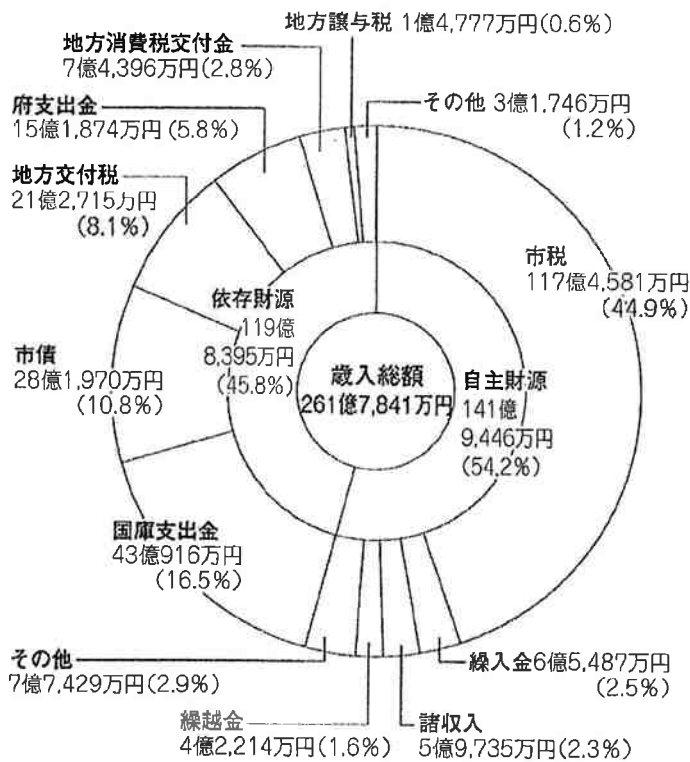 地方譲与税 1億4,777万円(0.6%)
地方消費税交付金
7億4,396万円(2.8%)
その他 3億1,746万円
(1.2%)
府支出金
15億1,874万円(5.8%)
地方交付税
21億2,715万円
(8.1%)
市税
117億4,581万円
(44.9%)
依存財源
119億
8,395万円
(45.8%)
歳入総額
261億7,841万円
自主財源
141億
9,446万円
(54.2%)
市債
28億1,970万円
(10.8%)
国庫支出金
43億916万円
(16.5%)
その他
7億7,429万円(2.9%)
繰入金6億5,487万円
(2.5%)
繰越金
4億2,214万円(1.6%)
諸収入
5億9,735万円(2.3%)